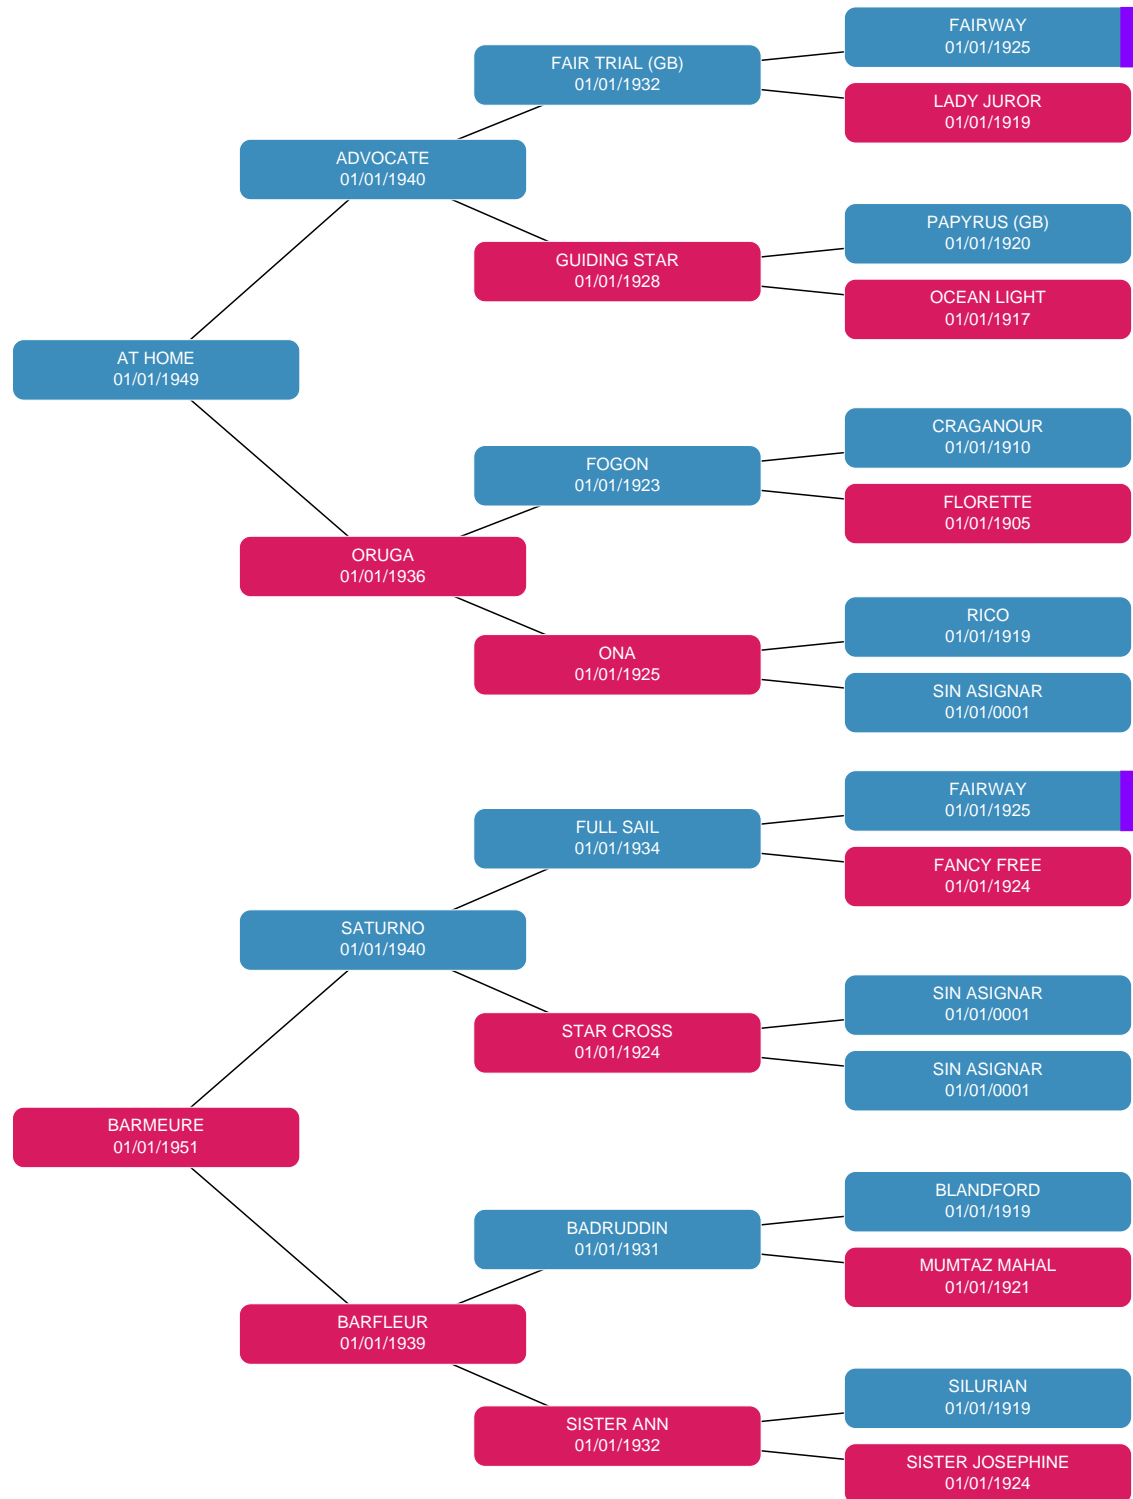 FAIRWAY
01/01/1925
FAIR TRIAL (GB)
01/01/1932
LADY JUROR
01/01/1919
ADVOCATE
01/01/1940
PAPYRUS (GB)
01/01/1920
GUIDING STAR
01/01/1928
OCEAN LIGHT
01/01/1917
AT HOME
01/01/1949
CRAGANOUR
01/01/1910
FOGON
01/01/1923
FLORETTE
01/01/1905
ORUGA
01/01/1936
RICO
01/01/1919
ONA
01/01/1925
SIN ASIGNAR
01/01/0001
FAIRWAY
01/01/1925
FULL SAIL
01/01/1934
FANCY FREE
01/01/1924
SATURNO
01/01/1940
SIN ASIGNAR
01/01/0001
STAR CROSS
01/01/1924
SIN ASIGNAR
01/01/0001
BARMEURE
01/01/1951
BLANDFORD
01/01/1919
BADRUDDIN
01/01/1931
MUMTAZ MAHAL
01/01/1921
BARFLEUR
01/01/1939
SILURIAN
01/01/1919
SISTER ANN
01/01/1932
SISTER JOSEPHINE
01/01/1924